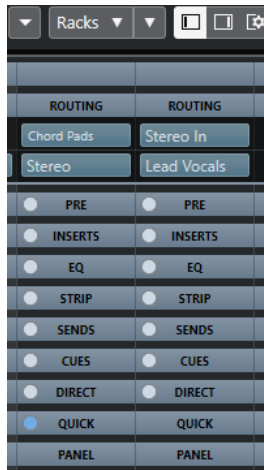 Racks
ROUTING ROUTING
Chord Pads Stereo In
Stereo Lead Vocals
PRE PRE
INSERTS INSERTS
EQ EQ
STRIP STRIP
SENDS SENDS
CUES CUES
DIRECT DIRECT
QUICK QUICK
PANEL PANEL